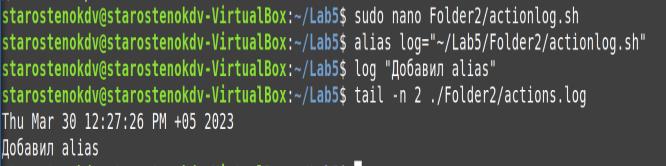 starostenokdv@starostenokdv-VirtualBox:~/Lab5$ sudo nano Folder2/actionlog.sh
starostenokdv@starostenokdv-VirtualBox:~/Lab5$ alias log="~/Lab5/Folder2/actionlog.sh"
starostenokdv@starostenokdv-VirtualBox:~/Lab5$ log "Добавил alias"
starostenokdv@starostenokdv-VirtualBox:~/Lab5$ tail -n 2 ./Folder2/actions.log
Thu Mar 30 12:27:26 PM +05 2023
Добавил alias